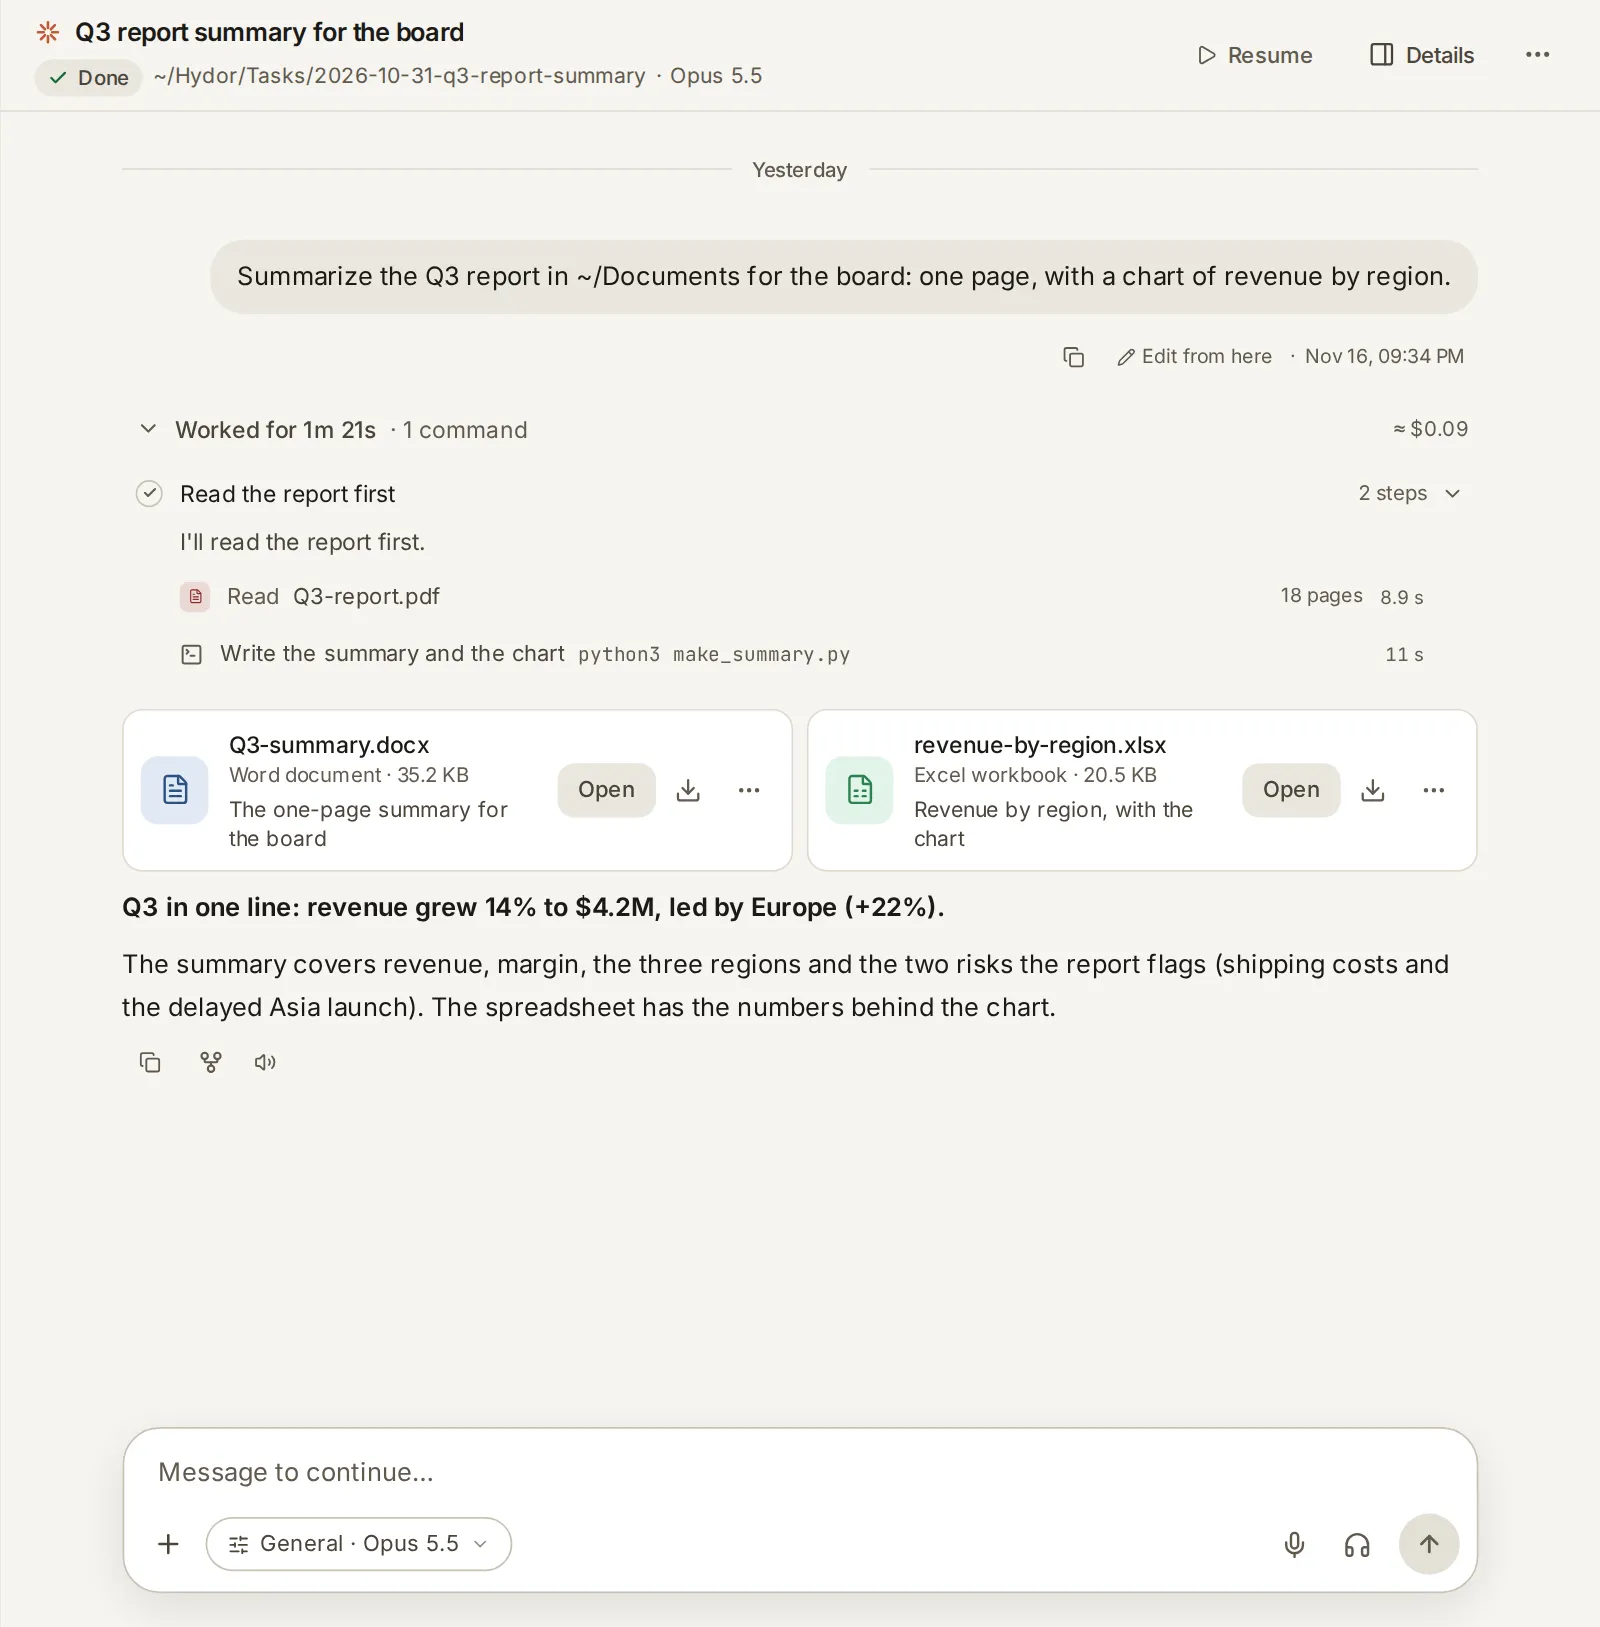 Q3 report summary for the board
Done ~/Hydor/Tasks/2026-10-31-q3-report-summary · Opus 5.5
Resume
Details
Yesterday
Summarize the Q3 report in ~/Documents for the board: one page, with a chart of revenue by region.
Edit from here · Nov 16, 09:34 PM
Worked for 1m 21s · 1 command ≈ $0.09
Read the report first 2 steps
I'll read the report first.
Read Q3-report.pdf 18 pages 8.9 s
Write the summary and the chart python3 make_summary.py 11 s
Q3-summary.docx
Word document · 35.2 KB
The one-page summary for
the board
Open
revenue-by-region.xlsx
Excel workbook · 20.5 KB
Revenue by region, with the
chart
Open
Q3 in one line: revenue grew 14% to $4.2M, led by Europe (+22%).
The summary covers revenue, margin, the three regions and the two risks the report flags (shipping costs and
the delayed Asia launch). The spreadsheet has the numbers behind the chart.
Message to continue...
General · Opus 5.5